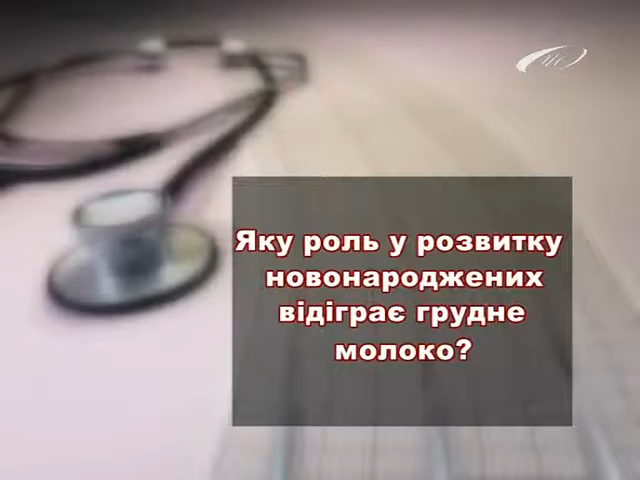 Яку роль у розвитку
новонароджених
відіграє грудне
молоко?